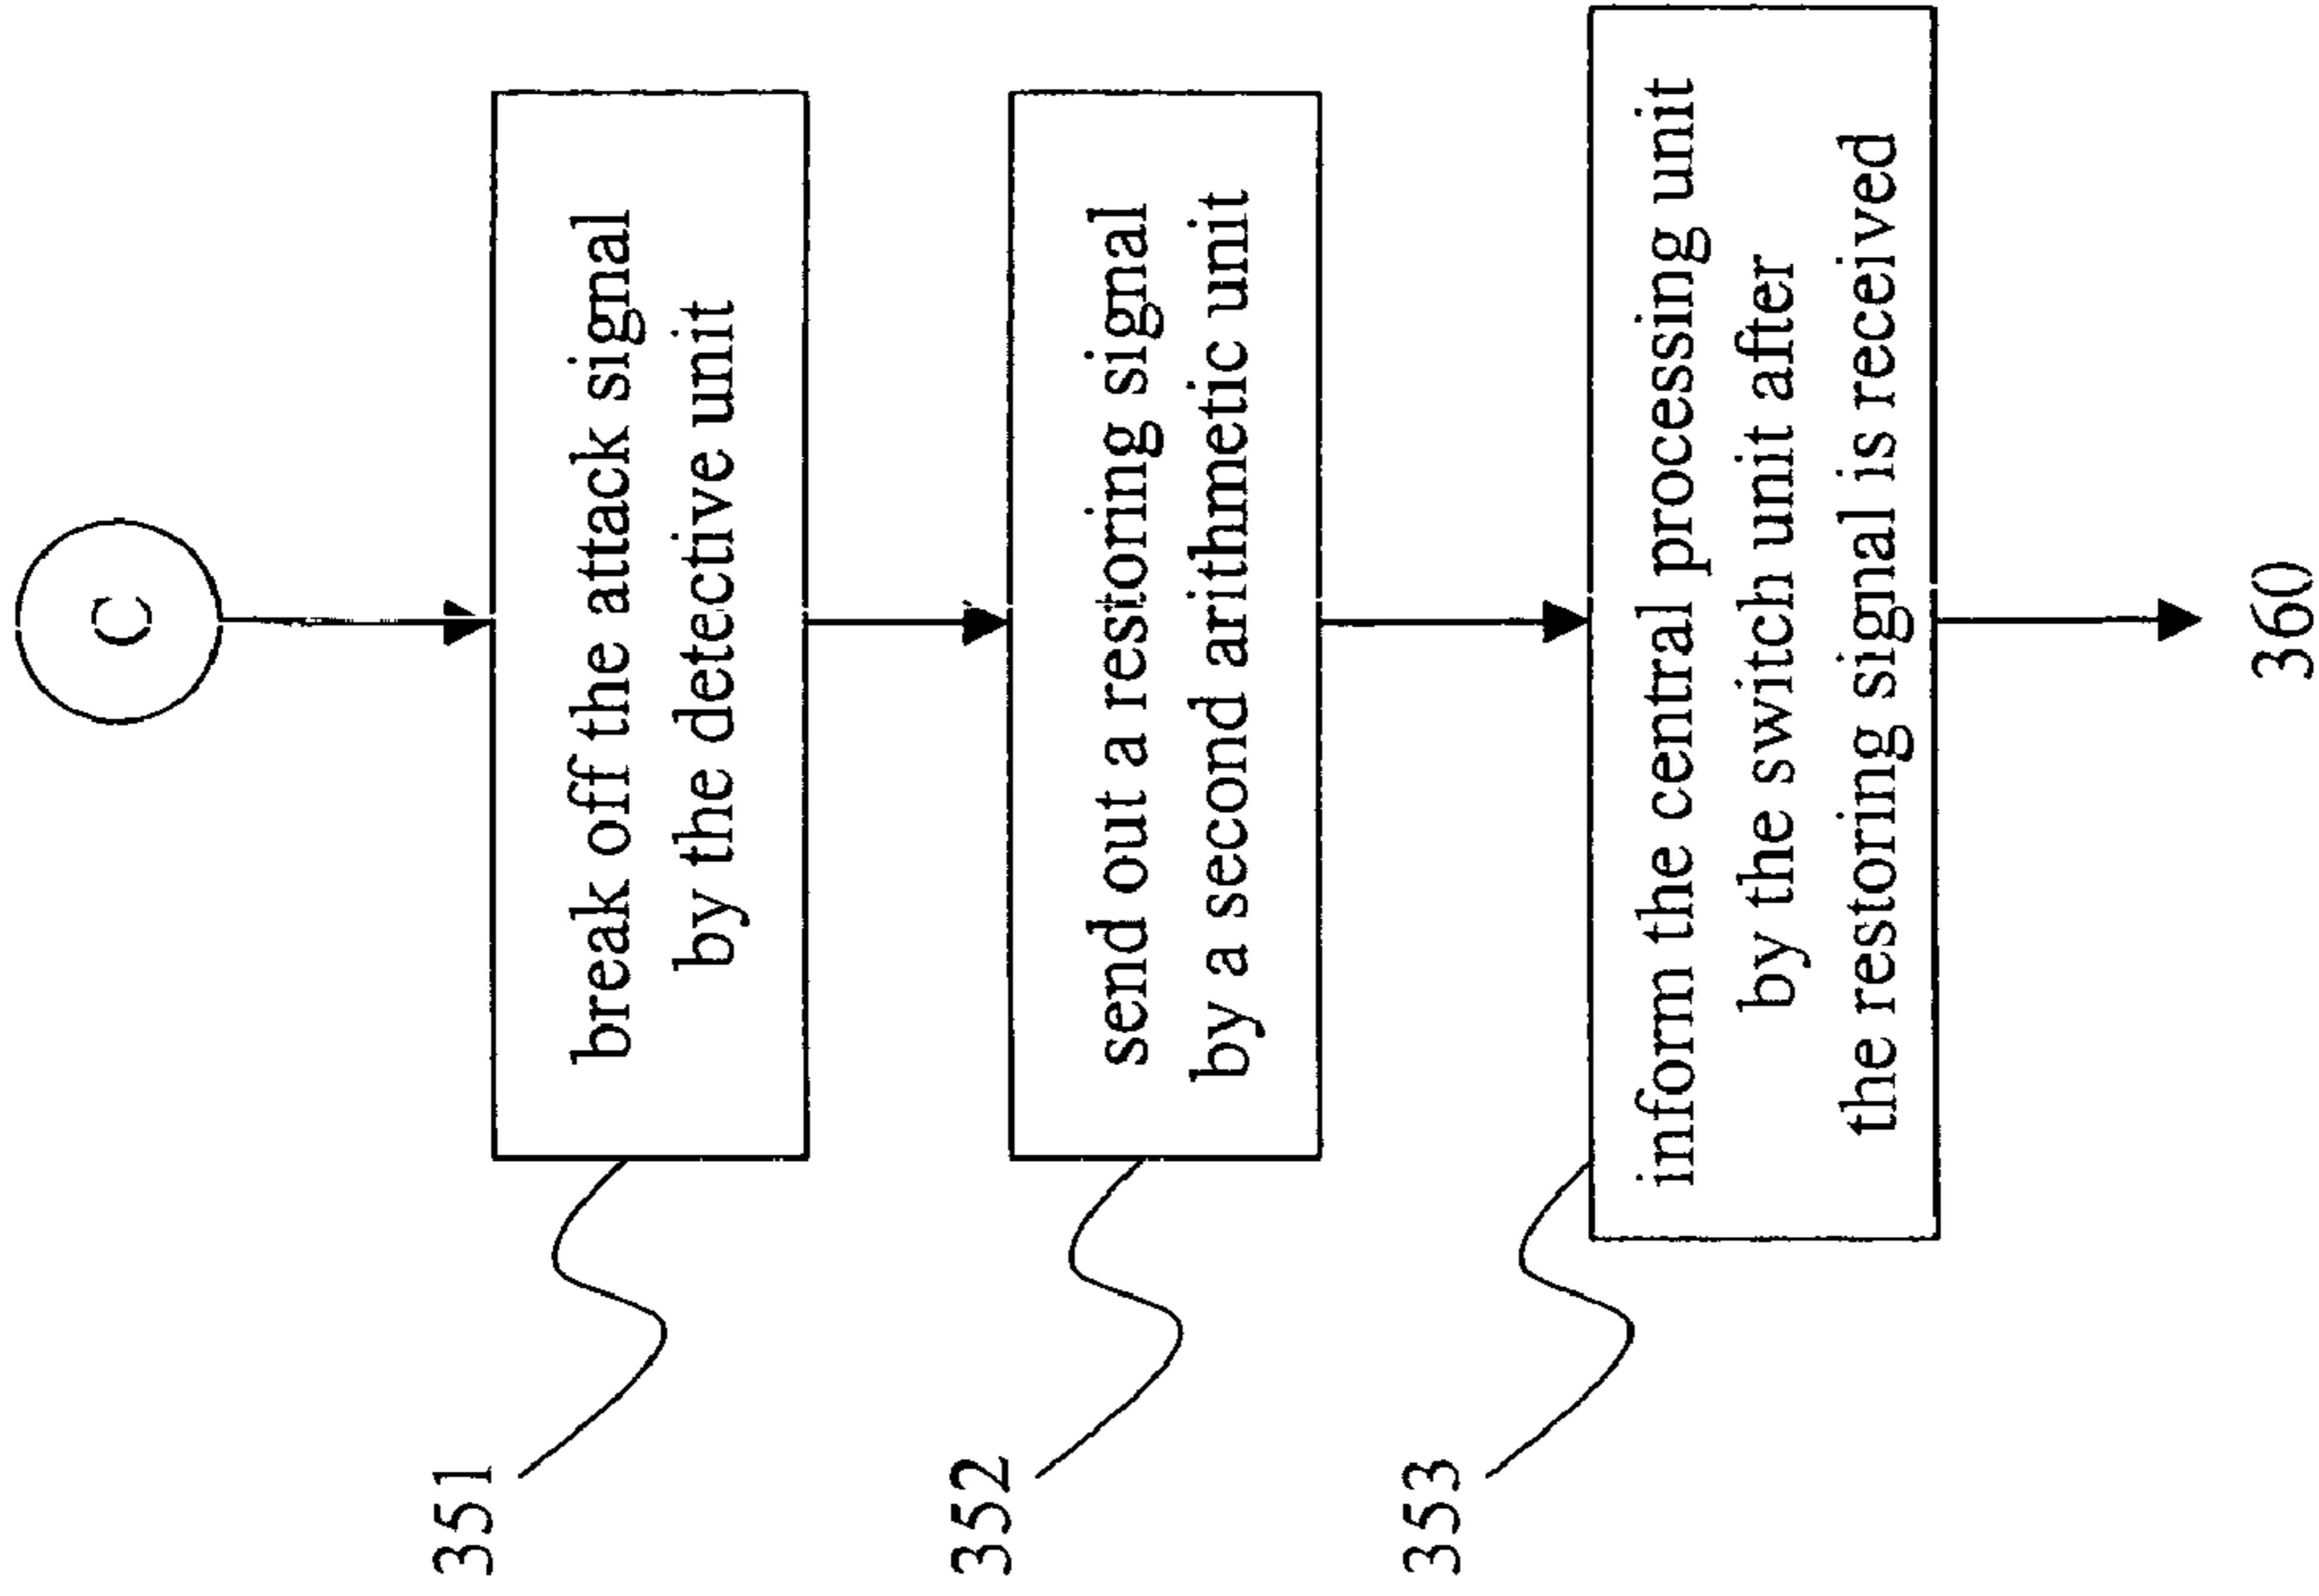 C
351
break off the attack signal
by the detective unit
352
send out a restoring signal
by a second arithmetic unit
353
inform the central processing unit
by the switch unit after
the restoring signal is received
360